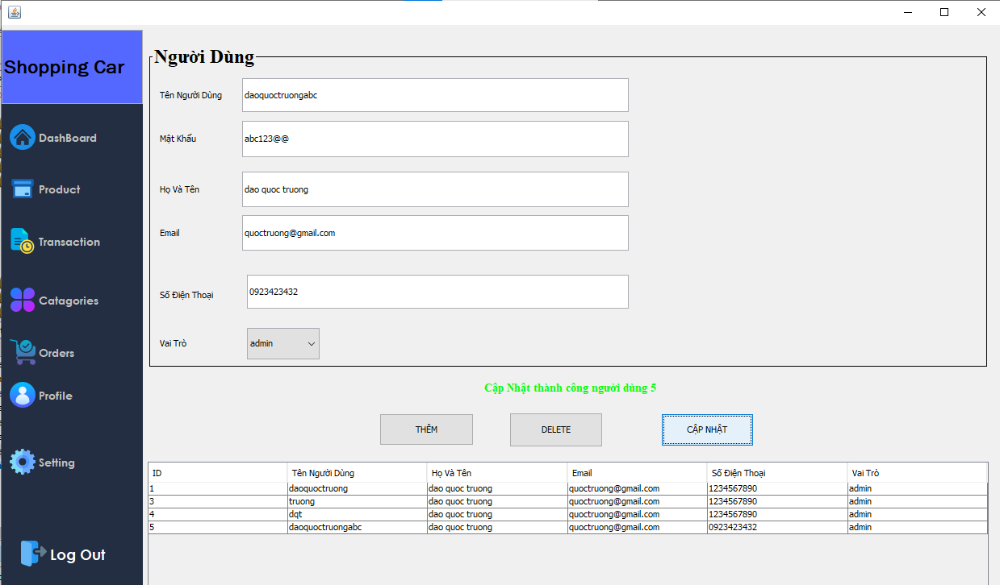 Shopping Car
DashBoard
Product
Transaction
Catagories
Orders
Profile
Setting
Log Out
Người Dùng
Tên Người Dùng daoquoctruongabc
Mật Khẩu abc123@@
Họ Và Tên dao quoc truong
Email quoctruong@gmail.com
Số Điện Thoại 0923423432
Vai Trò admin
Cập Nhật thành công người dùng 5
THÊM DELETE CẬP NHẬT
ID Tên Người Dùng Họ Và Tên Email Số Điện Thoại Vai Trò
1 daoquoctruong dao quoc truong quoctruong@gmail.com 1234567890 admin
3 truong dao quoc truong quoctruong@gmail.com 1234567890 admin
4 dqt dao quoc truong quoctruong@gmail.com 1234567890 admin
5 daoquoctruongabc dao quoc truong quoctruong@gmail.com 0923423432 admin